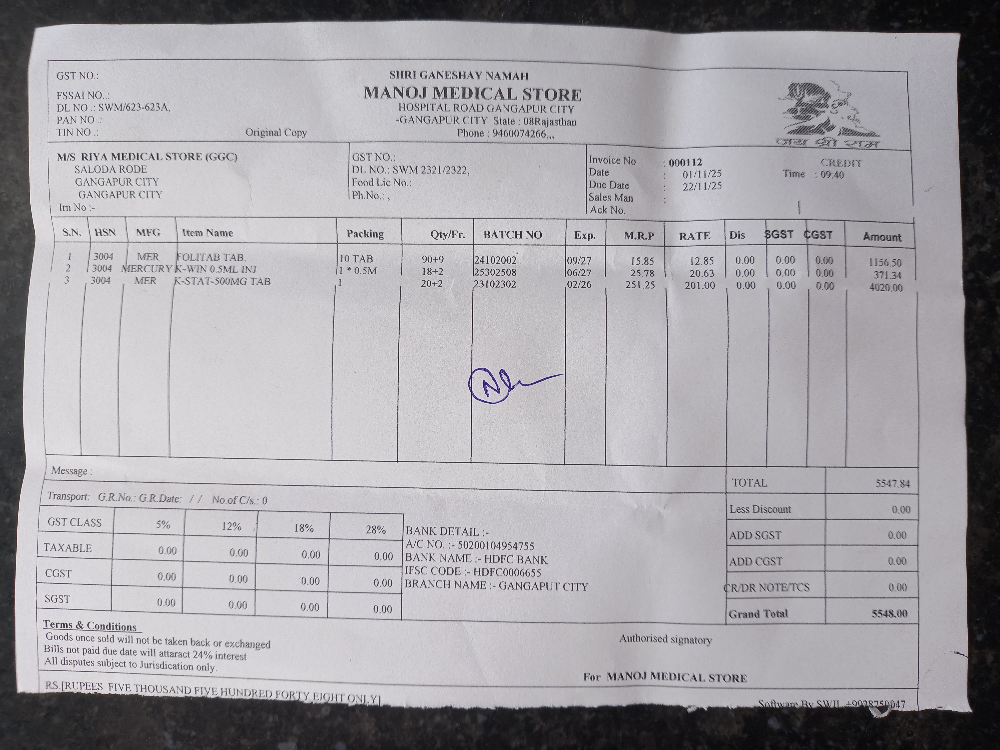 GST NO.:
FSSAI NO..:
DL NO .: SWM/623-623A,
PAN NO .:
TIN NO .:
Original Copy
SHRI GANESHAY NAMAH
MANOJ MEDICAL STORE
HOSPITAL ROAD GANGAPUR CITY
-GANGAPUR CITY State : 08Rajasthan
Phone : 9460074266,,,
जय श्री राम
M/S RIYA MEDICAL STORE (GGC)
SALODA RODE
GANGAPUR CITY
GANGAPUR CITY
Irn No :-
GST NO.:
DL NO.: SWM 2321/2322,
Food Lic No.:
Ph.No.: ,
Invoice No : 000112 CREDIT
Date : 01/11/25 Time : 09:40
Due Date : 22/11/25
Sales Man :
Ack No.
S.N. HSN MFG Item Name Packing Qty/Fr. BATCH NO Exp. M.R.P RATE Dis SGST CGST Amount
1 3004 MER FOLITAB TAB. 10 TAB 90+9 24102002 09/27 15.85 12.85 0.00 0.00 0.00 1156.50
2 3004 MERCURY K-WIN 0.5ML INJ 1 * 0.5M 18+2 25302508 06/27 25.78 20.63 0.00 0.00 0.00 371.34
3 3004 MER K-STAT-500MG TAB 1 20+2 23102302 02/26 251.25 201.00 0.00 0.00 0.00 4020.00
Message :
Transport: G.R.No.: G.R.Date: / / No of C/s.: 0
GST CLASS 5% 12% 18% 28%
TAXABLE 0.00 0.00 0.00 0.00
CGST 0.00 0.00 0.00 0.00
SGST 0.00 0.00 0.00 0.00
BANK DETAIL :-
A/C NO. :- 50200104954755
BANK NAME :- HDFC BANK
IFSC CODE :- HDFC0006655
BRANCH NAME :- GANGAPUT CITY
TOTAL 5547.84
Less Discount 0.00
ADD SGST 0.00
ADD CGST 0.00
CR/DR NOTE/TCS 0.00
Grand Total 5548.00
Terms & Conditions
Goods once sold will not be taken back or exchanged
Bills not paid due date will attaract 24% interest
All disputes subject to Jurisdication only.
Authorised signatory
For MANOJ MEDICAL STORE
RS.[RUPEES FIVE THOUSAND FIVE HUNDRED FORTY EIGHT ONLY]
Software By SWIL